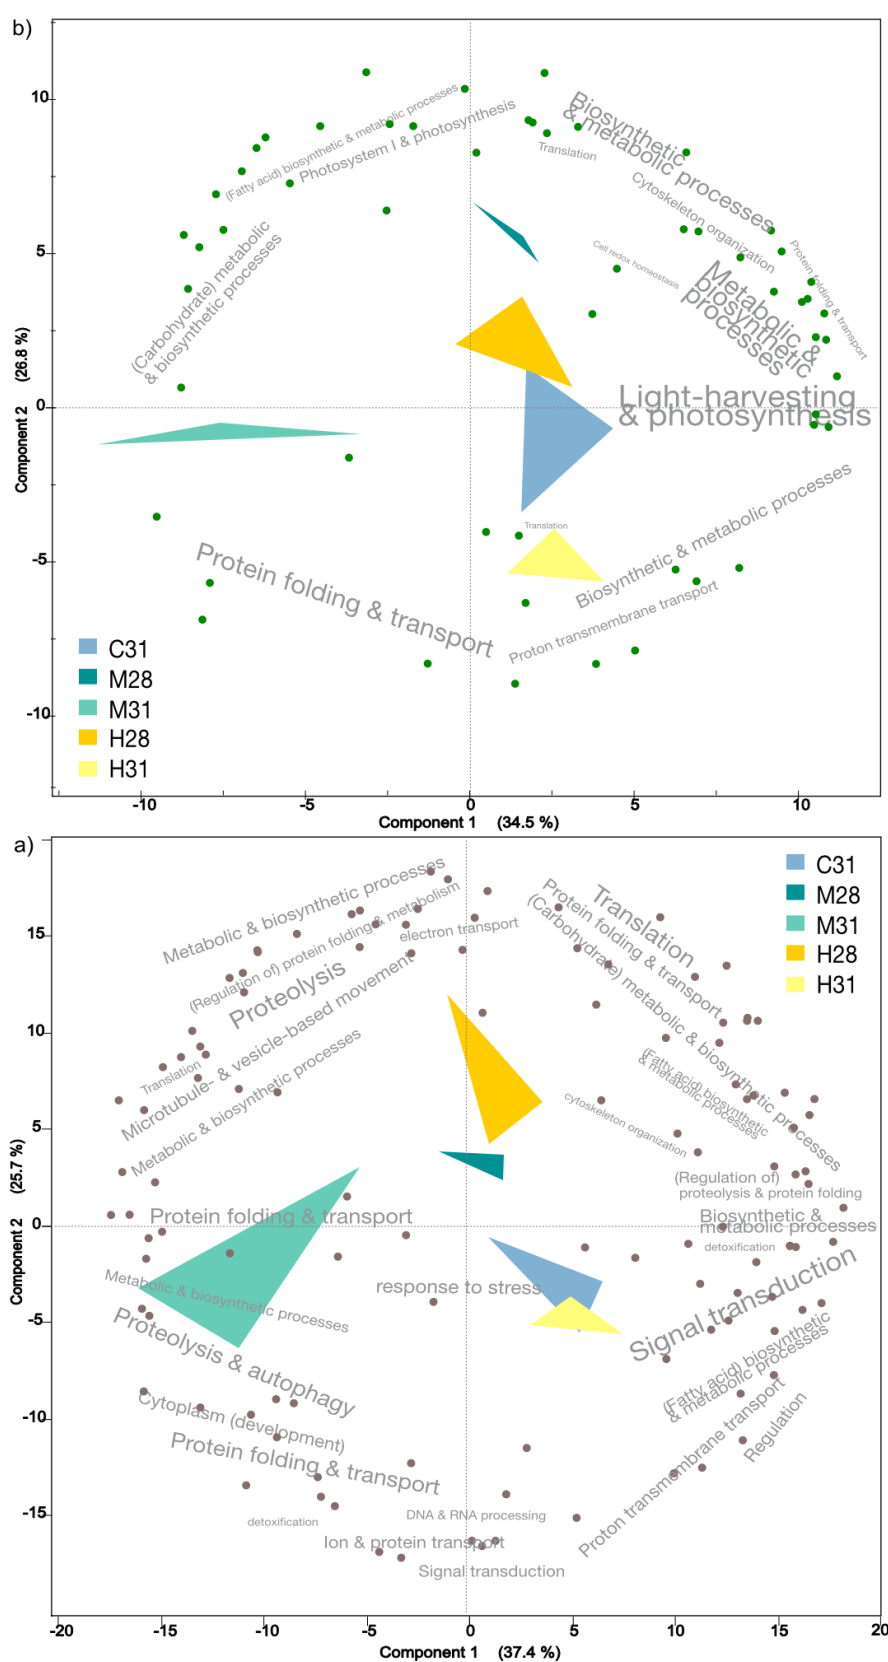 b)
10
5
0
-5
-10
Component 2 (26.8 %)
(Fatty acid) biosynthetic & metabolic processes
Photosystem I & photosynthesis
Biosynthetic
& metabolic processes
Translation
Cytoskeleton organization
Cell redox homeostasis
Protein folding & transport
Metabolic &
biosynthetic
processes
(Carbohydrate) metabolic
& biosynthetic processes
Light-harvesting
& photosynthesis
Translation
Biosynthetic & metabolic processes
Protein folding & transport
Proton transmembrane transport
C31
M28
M31
H28
H31
-10
-5
0
5
10
Component 1 (34.5 %)
a)
15
10
5
0
-5
-10
-15
Component 2 (25.7 %)
C31
M28
M31
H28
H31
Metabolic & biosynthetic processes
(Regulation of) protein folding & metabolism
electron transport
Proteolysis
Microtubule- & vesicle-based movement
Translation
Metabolic & biosynthetic processes
Translation
Protein folding & transport
(Carbohydrate) metabolic & biosynthetic processes
(Fatty acid) biosynthetic
& metabolic processes
cytoskeleton organization
(Regulation of)
proteolysis & protein folding
Protein folding & transport
Biosynthetic &
metabolic processes
detoxification
Metabolic & biosynthetic processes
response to stress
Signal transduction
Proteolysis & autophagy
(Fatty acid) biosynthetic
& metabolic processes
Cytoplasm (development)
Protein folding & transport
Proton transmembrane transport
Regulation
detoxification
DNA & RNA processing
Ion & protein transport
Signal transduction
-20
-15
-10
-5
0
5
10
15
20
Component 1 (37.4 %)